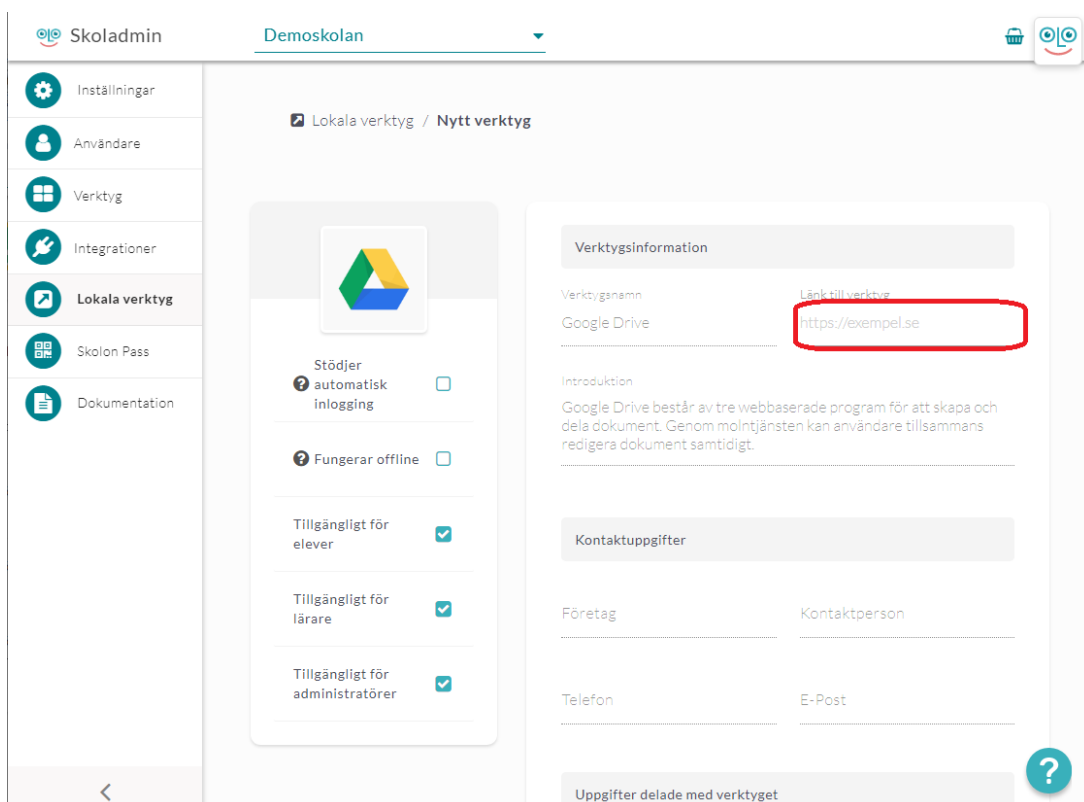 Skoladmin
Demoskolan
Inställningar
Användare
Verktyg
Integrationer
Lokala verktyg
Skolon Pass
Dokumentation
Lokala verktyg / Nytt verktyg
Stödjer
automatisk
inlogging
Fungerar offline
Tillgängligt för
elever
Tillgängligt för
lärare
Tillgängligt för
administratörer
Verktygsinformation
Verktygsnamn
Länk till verktyg
Google Drive
https://exempel.se
Introduktion
Google Drive består av tre webbaserade program för att skapa och
dela dokument. Genom molntjänsten kan användare tillsammans
redigera dokument samtidigt.
Kontaktuppgifter
Företag
Kontaktperson
Telefon
E-Post
Uppgifter delade med verktyget